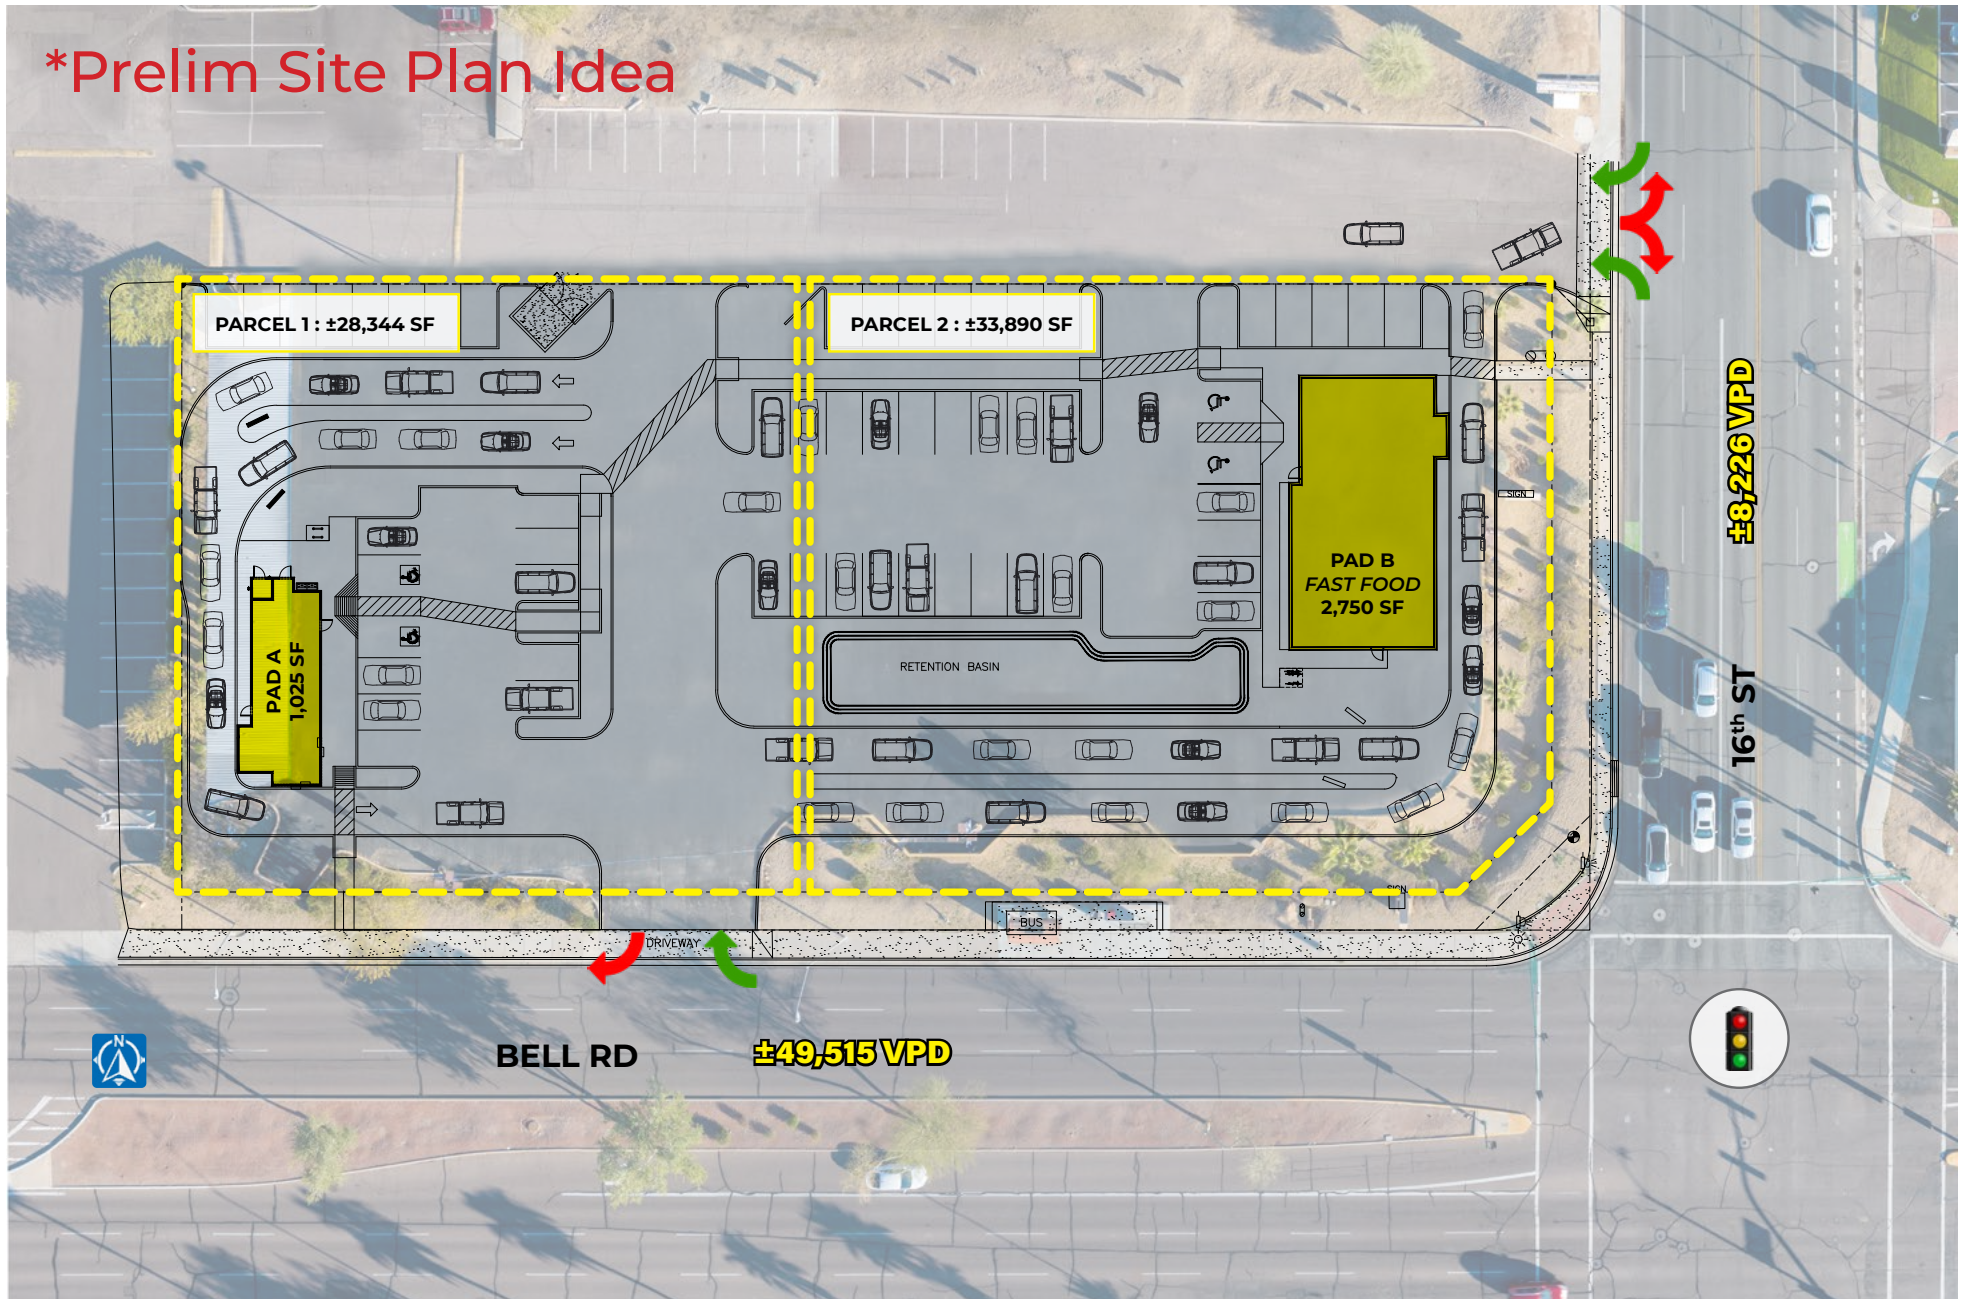 *Prelim Site Plan Idea
PARCEL 1 : ±28,344 SF
PARCEL 2 : ±33,890 SF
±8,226 VPD
SIGN
PAD B
FAST FOOD
2,750 SF
PAD A
1,025 SF
RETENTION BASIN
16th ST
SIGN
BUS
DRIVEWAY
N
BELL RD
±49,515 VPD